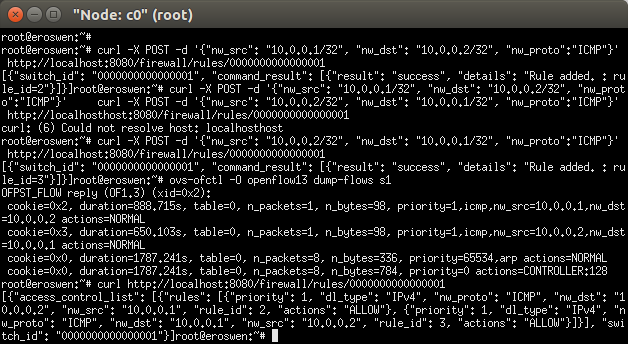 "Node: c0" (root)
root@eroswen:~#
root@eroswen:~# curl -X POST -d '{"nw_src": "10.0.0.1/32", "nw_dst": "10.0.0.2/32", "nw_proto":"ICMP"}'
 http://localhost:8080/firewall/rules/0000000000000001
[{"switch_id": "0000000000000001", "command_result": [{"result": "success", "details": "Rule added. : ru
le_id=2"}]}]root@eroswen:~# curl -X POST -d '{"nw_src": "10.0.0.1/32", "nw_dst": "10.0.0.2/32", "nw_prot
o":"ICMP"}'     curl -X POST -d '{"nw_src": "10.0.0.2/32", "nw_dst": "10.0.0.1/32", "nw_proto":"ICMP"}'
 http://localhosthost:8080/firewall/rules/0000000000000001
curl: (6) Could not resolve host: localhosthost
root@eroswen:~# curl -X POST -d '{"nw_src": "10.0.0.2/32", "nw_dst": "10.0.0.1/32", "nw_proto":"ICMP"}'
 http://localhost:8080/firewall/rules/0000000000000001
[{"switch_id": "0000000000000001", "command_result": [{"result": "success", "details": "Rule added. : ru
le_id=3"}]}]root@eroswen:~# ovs-ofctl -O openflow13 dump-flows s1
OFPST_FLOW reply (OF1.3) (xid=0x2):
 cookie=0x2, duration=888.715s, table=0, n_packets=1, n_bytes=98, priority=1,icmp,nw_src=10.0.0.1,nw_dst
=10.0.0.2 actions=NORMAL
 cookie=0x3, duration=650.103s, table=0, n_packets=1, n_bytes=98, priority=1,icmp,nw_src=10.0.0.2,nw_dst
=10.0.0.1 actions=NORMAL
 cookie=0x0, duration=1787.241s, table=0, n_packets=8, n_bytes=336, priority=65534,arp actions=NORMAL
 cookie=0x0, duration=1787.241s, table=0, n_packets=8, n_bytes=784, priority=0 actions=CONTROLLER:128
root@eroswen:~# curl http://localhost:8080/firewall/rules/0000000000000001
[{"access_control_list": [{"rules": [{"priority": 1, "dl_type": "IPv4", "nw_proto": "ICMP", "nw_dst": "1
0.0.0.2", "nw_src": "10.0.0.1", "rule_id": 2, "actions": "ALLOW"}, {"priority": 1, "dl_type": "IPv4", "n
w_proto": "ICMP", "nw_dst": "10.0.0.1", "nw_src": "10.0.0.2", "rule_id": 3, "actions": "ALLOW"}]}], "swi
tch_id": "0000000000000001"}]root@eroswen:~#